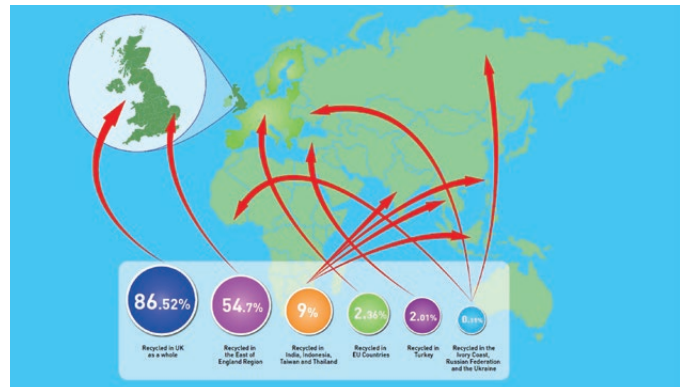 86.52%
54.7%
9%
2.36%
2.01%
Recycled in UK
as a whole
Recycled in
the East of
England Region
Recycled in
India, Indonesia,
Taiwan and Thailand
Recycled in
EU Countries
Recycled in
Turkey
Recycled in the
Ivory Coast,
Russian Federation
and the Ukraine